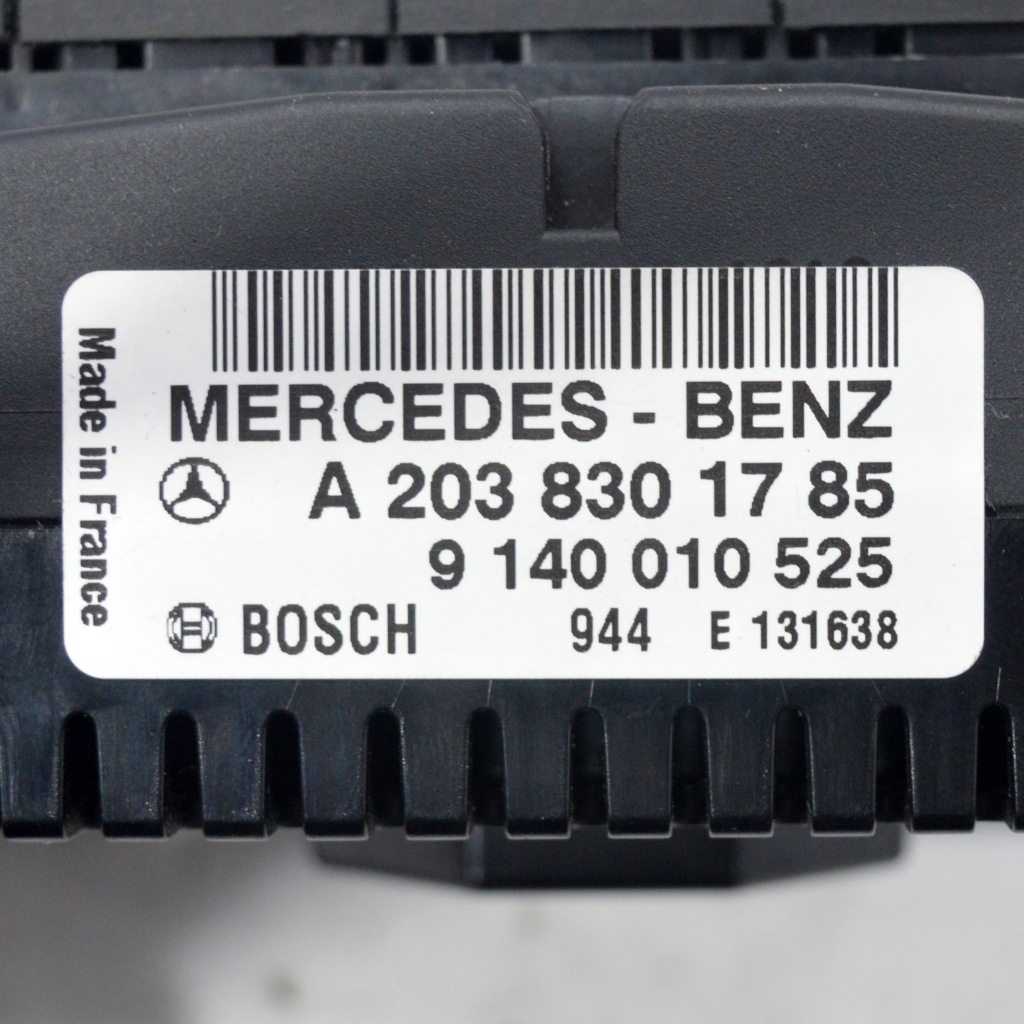 MERCEDES - BENZ
A 203 830 17 85
9 140 010 525
BOSCH 944 E 131638
Made in France